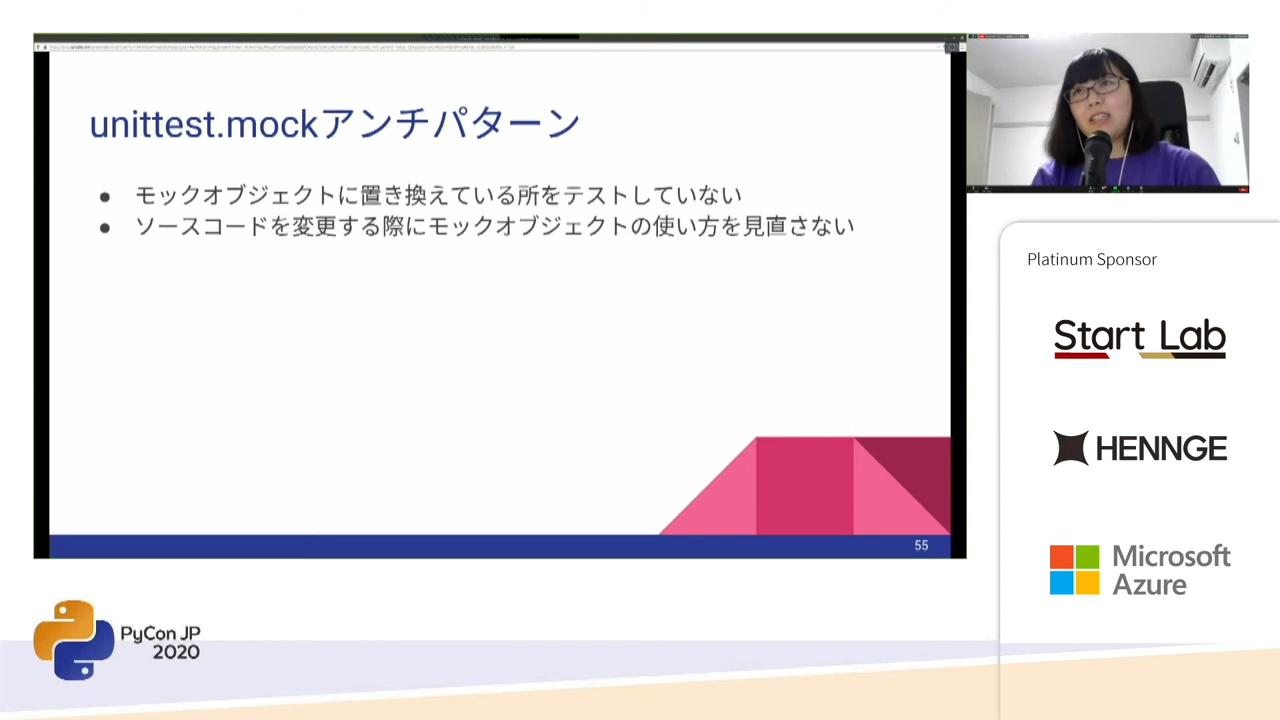 unittest.mockアンチパターン
● モックオブジェクトに置き換えている所をテストしていない
● ソースコードを変更する際にモックオブジェクトの使い方を見直さない
55
Platinum Sponsor
Start Lab
HENNGE
Microsoft
Azure
PyCon JP
2020